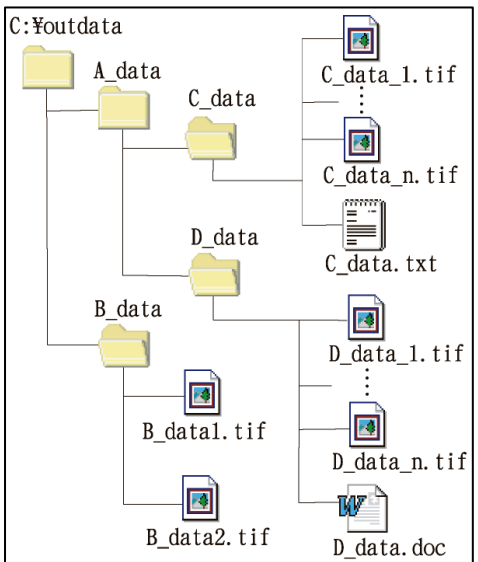 C:¥outdata
A_data
C_data
C_data_1.tif
C_data_n.tif
C_data.txt
D_data
D_data_1.tif
D_data_n.tif
D_data.doc
B_data
B_data1.tif
B_data2.tif